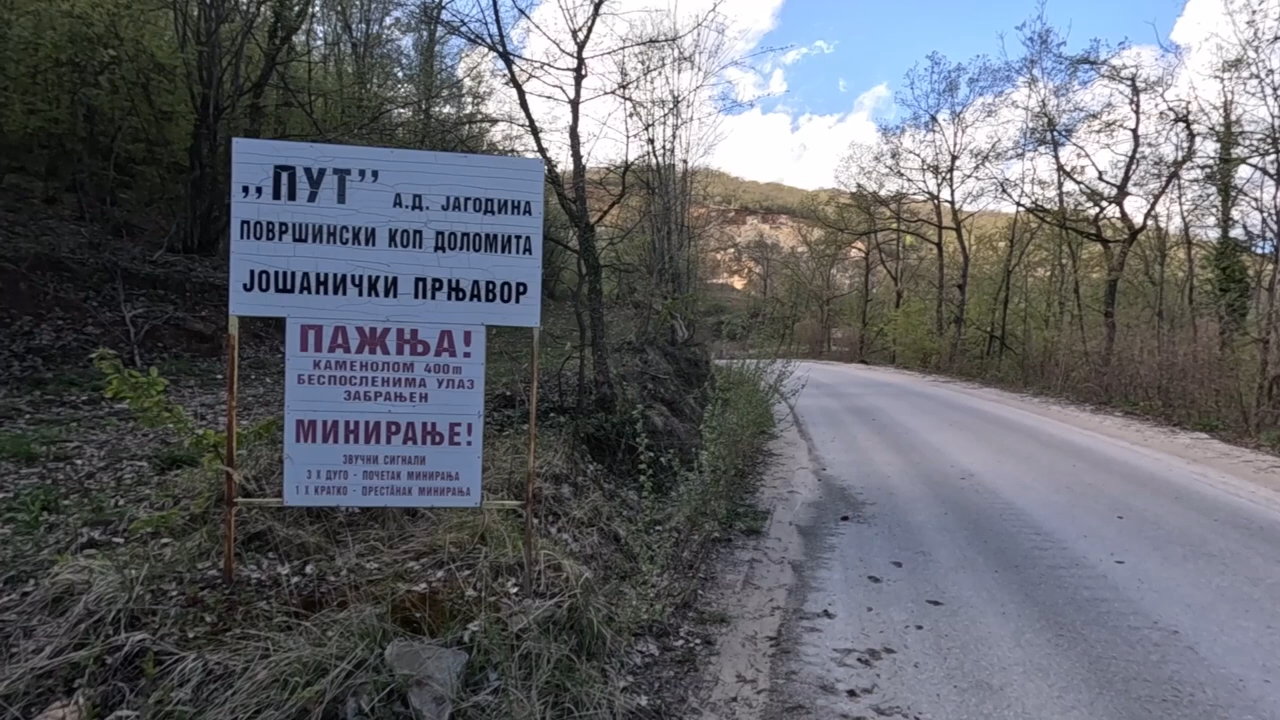 „ПУТ” А.Д. ЈАГОДИНА
ПОВРШИНСКИ КОП ДОЛОМИТА
ЈОШАНИЧКИ ПРЊАВОР
ПАЖЊА!
КАМЕНОЛОМ 400m
БЕСПОСЛЕНИМА УЛАЗ
ЗАБРАЊЕН
МИНИРАЊЕ!
ЗВУЧНИ СИГНАЛИ
3 X ДУГО - ПОЧЕТАК МИНИРАЊА
1 X КРАТКО - ПРЕСТАНАК МИНИРАЊА